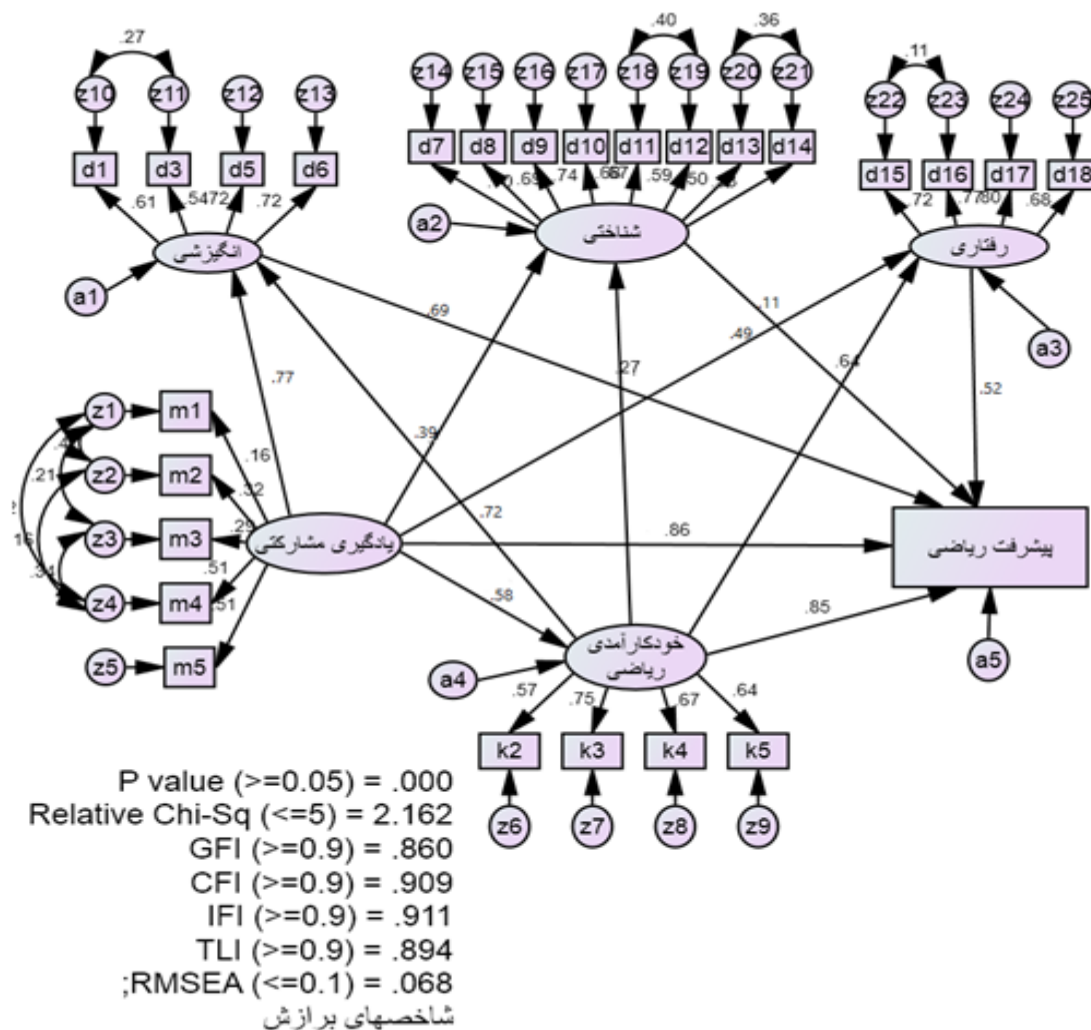 .27
.40
.36
.11
z10
z11
z12
z13
z14
z15
z16
z17
z18
z19
z20
z21
z22
z23
z24
z25
d1
d3
d5
d6
d7
d8
d9
d10
d11
d12
d13
d14
d15
d16
d17
d18
.61
.54
.72
.72
.69
.74
.59
.50
.72
.77
.80
.68
a2
شناختی
انگیزشی
رفتاری
a1
a3
.69
.11
.49
.27
.64
.52
.77
.39
z1
m1
.16
.21
z2
m2
.32
z3
m3
.29
.72
.86
یادگیری مشارکتی
پیشرفت ریاضی
.51
z4
m4
.51
z5
m5
.58
.85
خودکارآمدی
ریاضی
a4
a5
.57
.75
.67
.64
k2
k3
k4
k5
z6
z7
z8
z9
P value (>=0.05) = .000
Relative Chi-Sq (<=5) = 2.162
GFI (>=0.9) = .860
CFI (>=0.9) = .909
IFI (>=0.9) = .911
TLI (>=0.9) = .894
;RMSEA (<=0.1) = .068
شاخصهای برازش